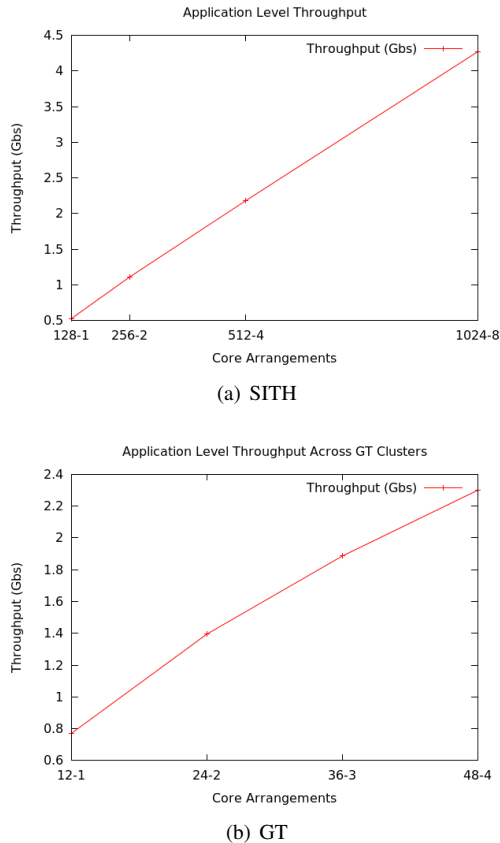 Application Level Throughput
4.5
Throughput (Gbs)
4
3.5
3
Throughput (Gbs)
2.5
2
1.5
1
0.5
128-1 256-2 512-4 1024-8
Core Arrangements
(a) SITH
Application Level Throughput Across GT Clusters
2.4
Throughput (Gbs)
2.2
2
1.8
Throughput (Gbs)
1.6
1.4
1.2
1
0.8
0.6
12-1 24-2 36-3 48-4
Core Arrangements
(b) GT